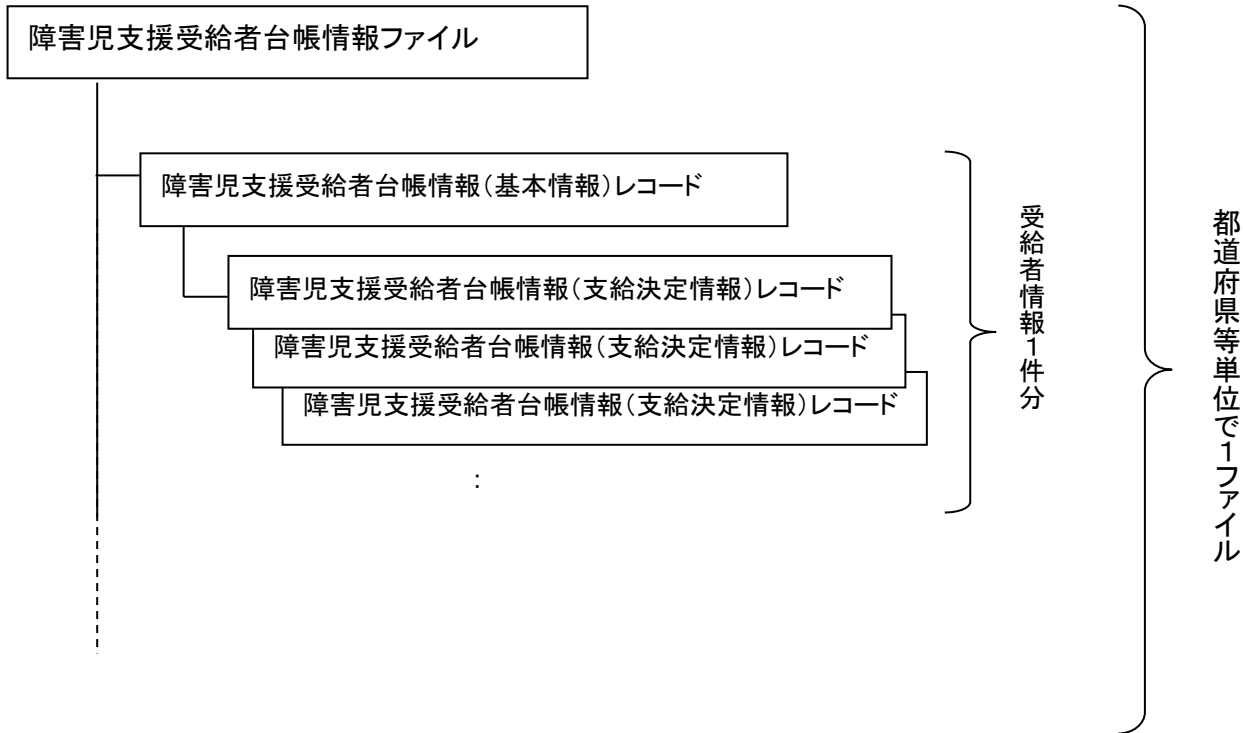 障害児支援受給者台帳情報ファイル
障害児支援受給者台帳情報(基本情報)レコード
障害児支援受給者台帳情報(支給決定情報)レコード
障害児支援受給者台帳情報(支給決定情報)レコード
障害児支援受給者台帳情報(支給決定情報)レコード
:
受給者情報1件分
都道府県等単位で1ファイル